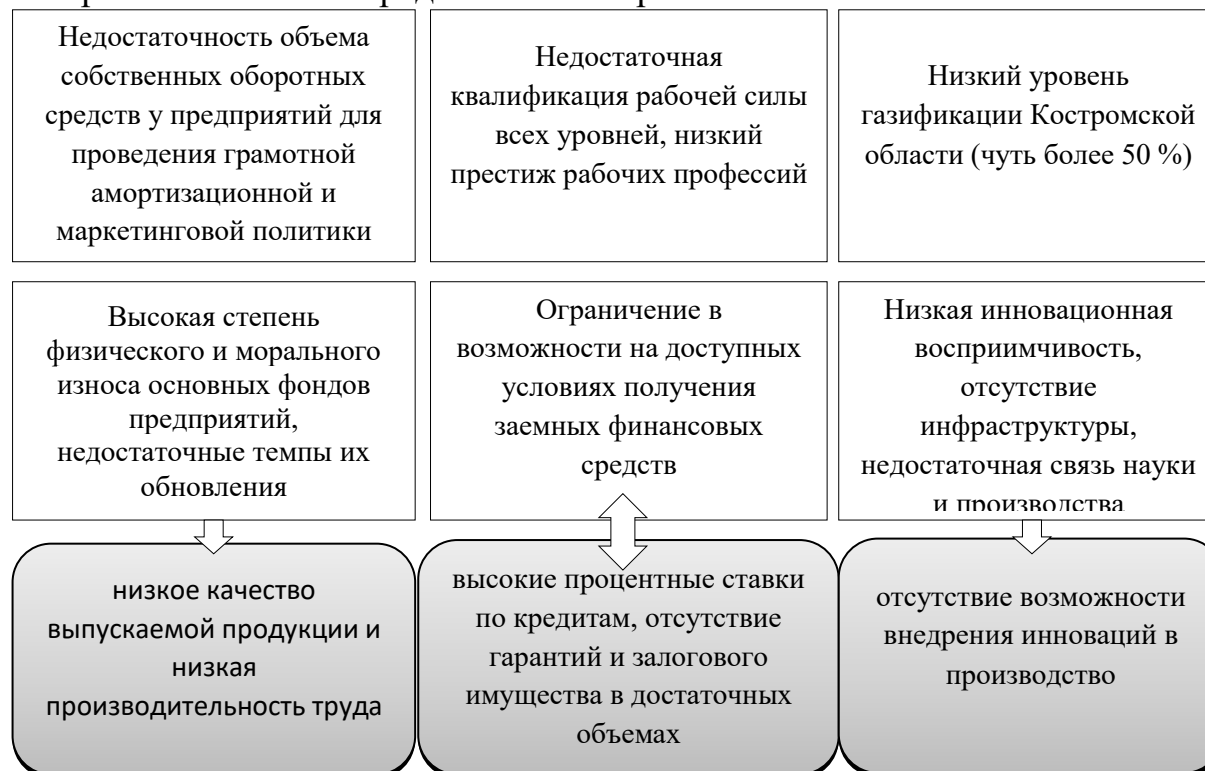 Недостаточность объема
собственных оборотных
средств у предприятий для
проведения грамотной
амортизационной и
маркетинговой политики
Недостаточная
квалификация рабочей силы
всех уровней, низкий
престиж рабочих профессий
Низкий уровень
газификации Костромской
области (чуть более 50 %)
Высокая степень
физического и морального
износа основных фондов
предприятий,
недостаточные темпы их
обновления
Ограничение в
возможности на доступных
условиях получения
заемных финансовых
средств
Низкая инновационная
восприимчивость,
отсутствие
инфраструктуры,
недостаточная связь науки
и производства
низкое качество
выпускаемой продукции и
низкая
производительность труда
высокие процентные ставки
по кредитам, отсутствие
гарантий и залогового
имущества в достаточных
объемах
отсутствие возможности
внедрения инноваций в
производство